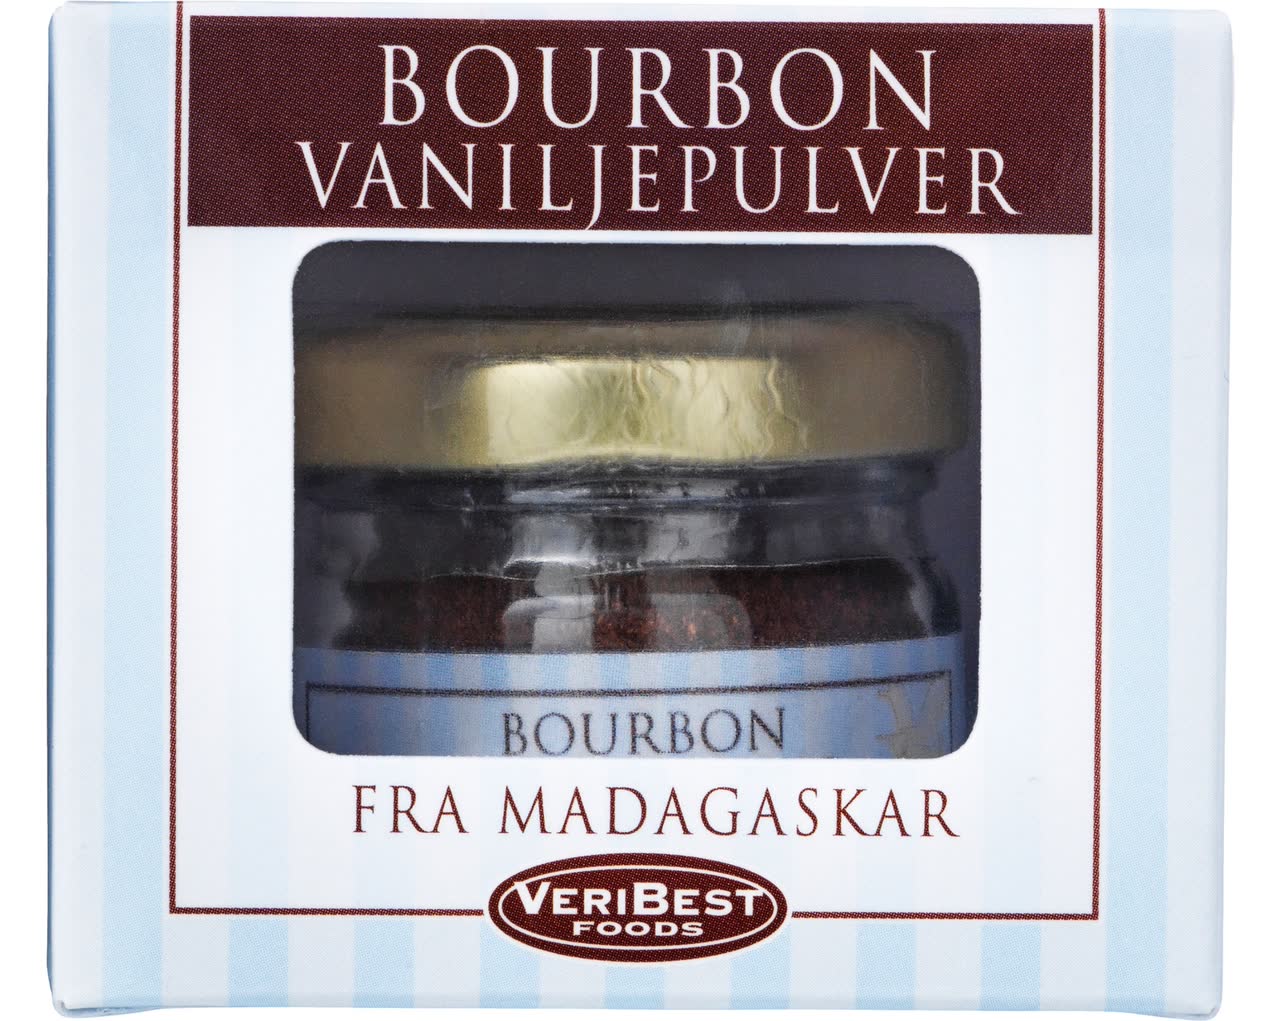 BOURBON
VANILJEPULVER
BOURBON
FRA MADAGASKAR
VERIBEST
FOODS